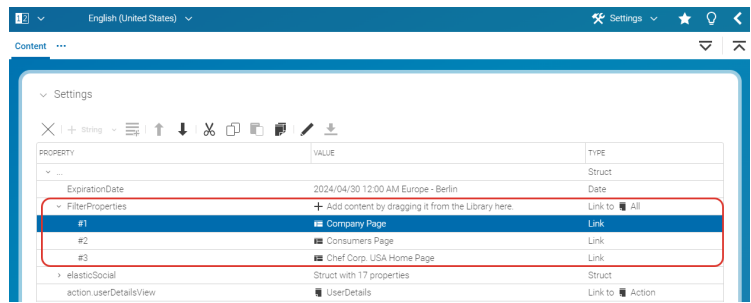 12 English (United States) Settings
Content ...
Settings
String
PROPERTY VALUE TYPE
... Struct
ExpirationDate 2024/04/30 12:00 AM Europe - Berlin Date
FilterProperties Add content by dragging it from the Library here. Link to All
#1 Company Page Link
#2 Consumers Page Link
#3 Chef Corp. USA Home Page Link
elasticSocial Struct with 17 properties Struct
action.userDetailsView UserDetails Link to Action